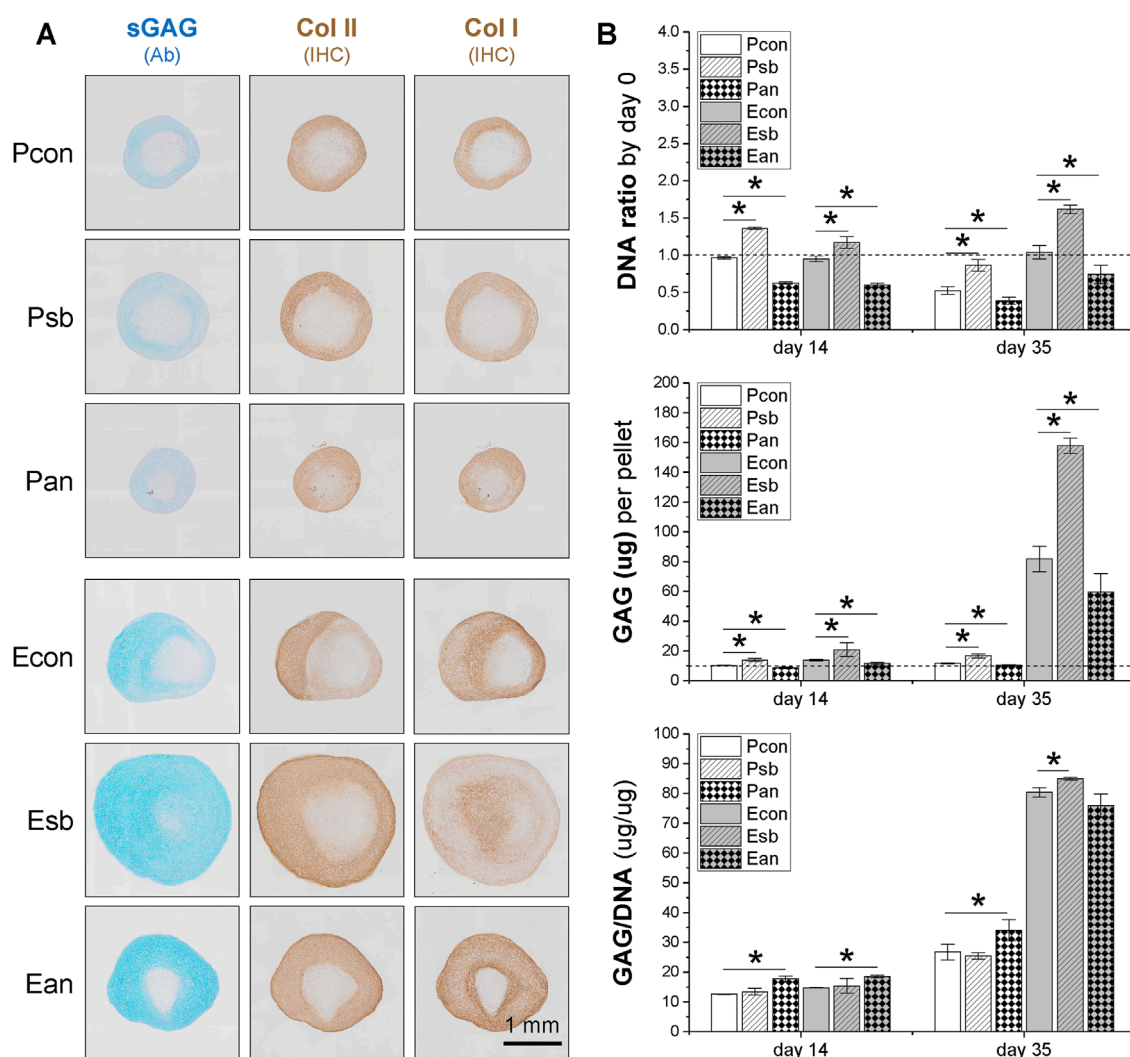 A
sGAG
(Ab)
Col II
(IHC)
Col I
(IHC)
Pcon
Psb
Pan
Econ
Esb
Ean
1 mm
B
DNA ratio by day 0
4.0
3.5
3.0
2.5
2.0
1.5
1.0
0.5
0.0
Pcon
Psb
Pan
Econ
Esb
Ean
* * * * * * * *
day 14
day 35
GAG (ug) per pellet
200
180
160
140
120
100
80
60
40
20
0
Pcon
Psb
Pan
Econ
Esb
Ean
* * * * * * * *
day 14
day 35
GAG/DNA (ug/ug)
100
90
80
70
60
50
40
30
20
10
0
Pcon
Psb
Pan
Econ
Esb
Ean
* * * *
day 14
day 35